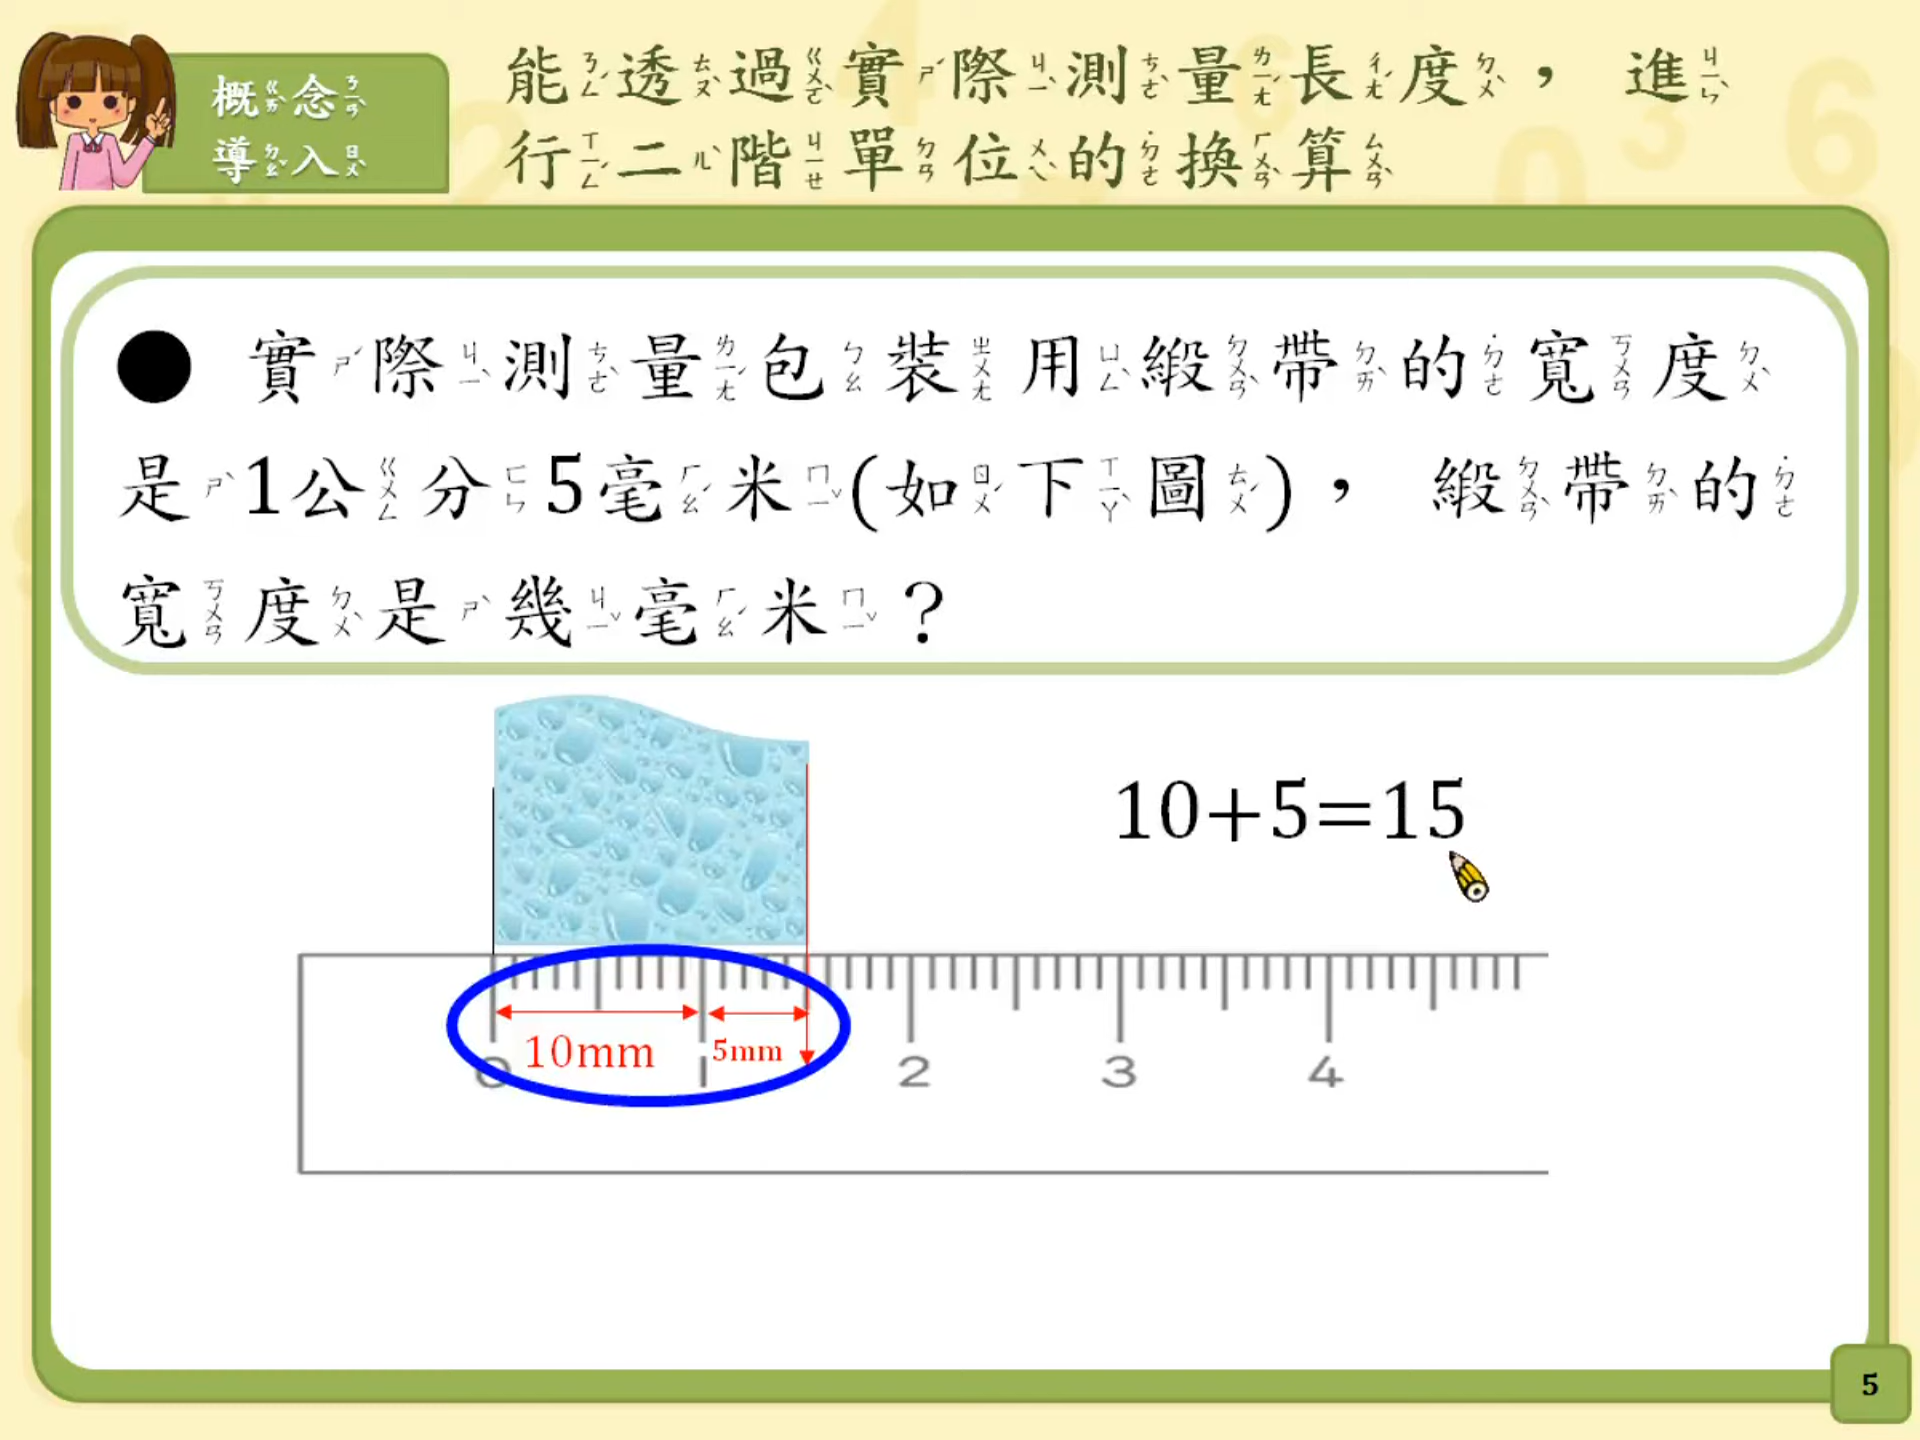 概念
導入
能透過實際測量長度，進
行二階單位的換算
● 實際測量包裝用緞帶的寬度
是1公分5毫米(如下圖)，緞帶的
寬度是幾毫米？
10+5=15
10mm 5mm
0 1 2 3 4
5